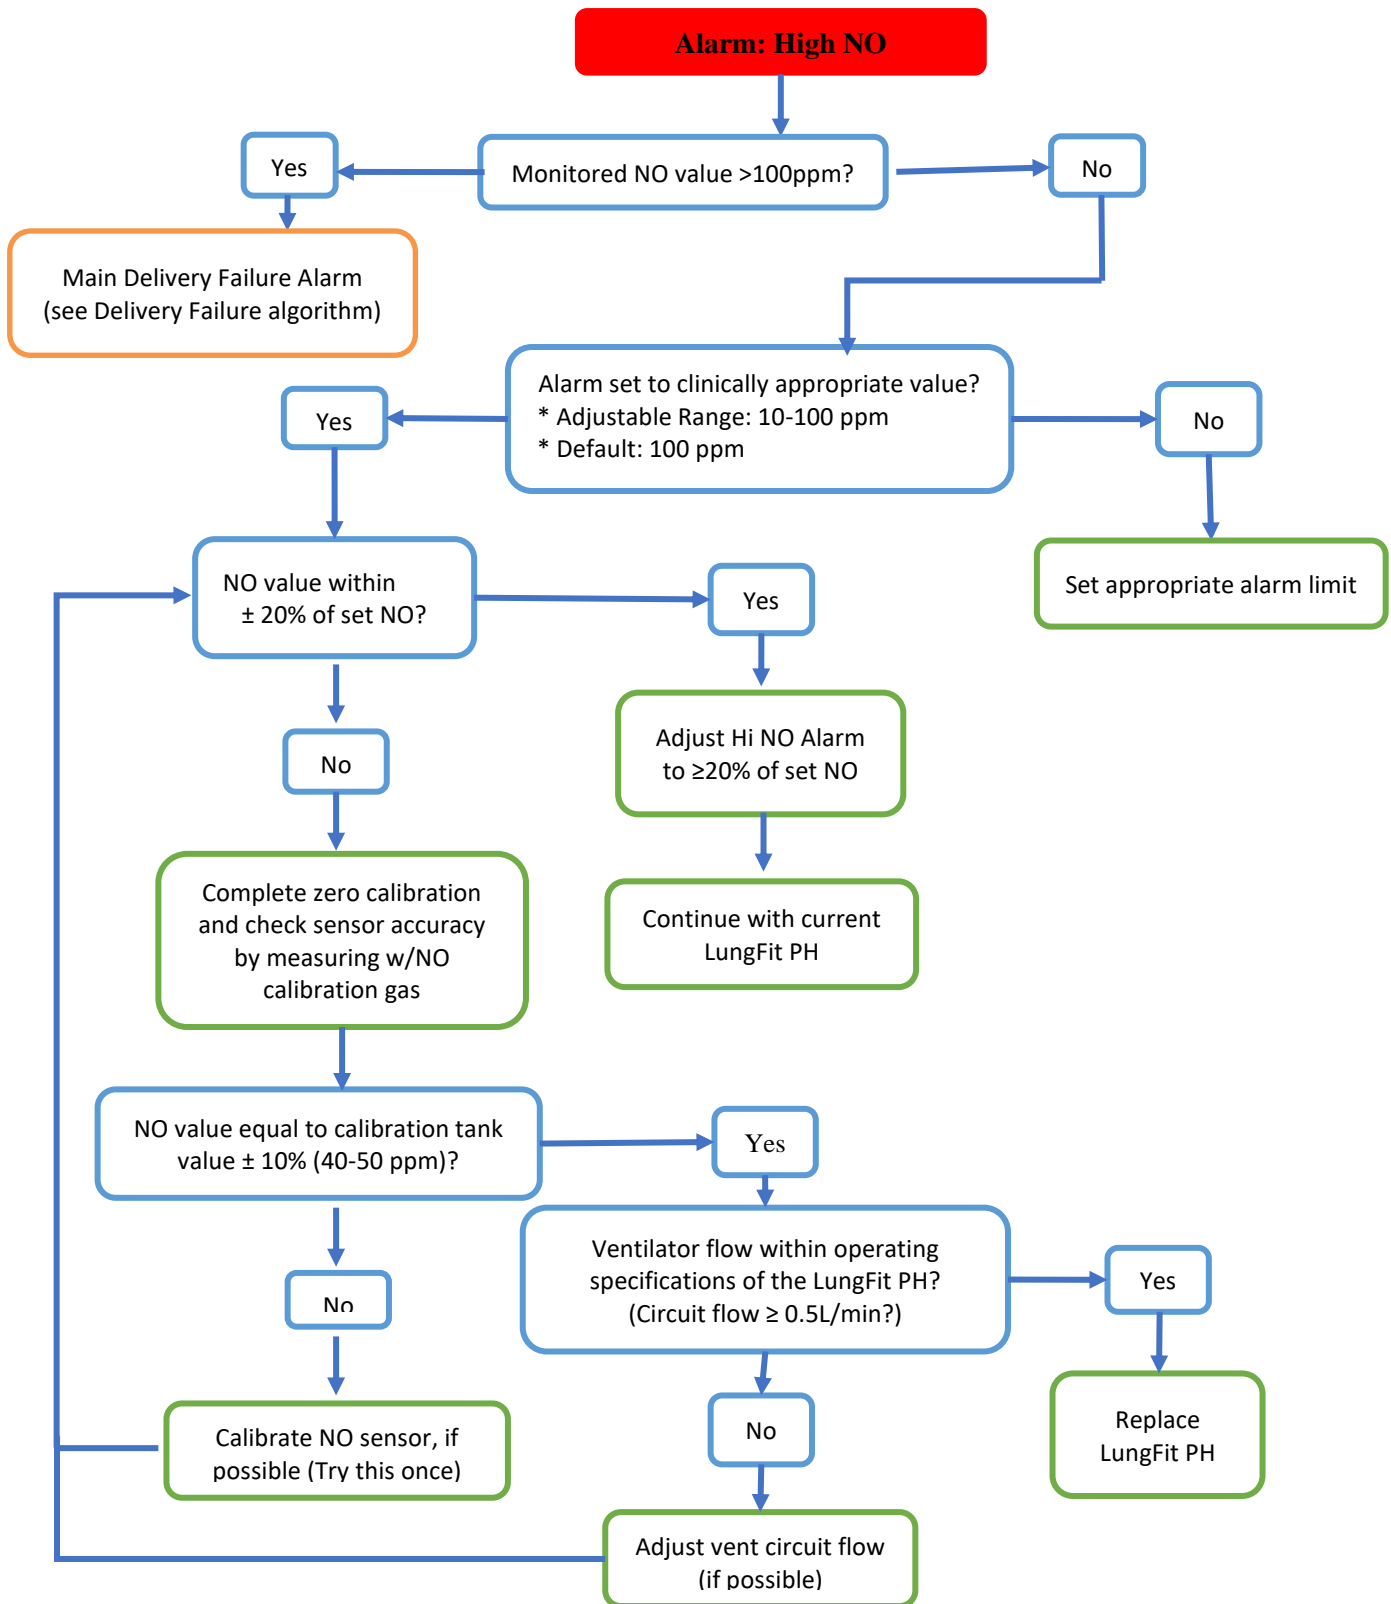 Alarm: High NO
Yes
Monitored NO value >100ppm?
No
Main Delivery Failure Alarm
(see Delivery Failure algorithm)
Alarm set to clinically appropriate value?
* Adjustable Range: 10-100 ppm
* Default: 100 ppm
Yes
No
NO value within
± 20% of set NO?
Yes
Set appropriate alarm limit
No
Adjust Hi NO Alarm
to ≥20% of set NO
Complete zero calibration
and check sensor accuracy
by measuring w/NO
calibration gas
Continue with current
LungFit PH
NO value equal to calibration tank
value ± 10% (40-50 ppm)?
Yes
Ventilator flow within operating
specifications of the LungFit PH?
(Circuit flow ≥ 0.5L/min?)
Yes
No
No
Replace
LungFit PH
Calibrate NO sensor, if
possible (Try this once)
Adjust vent circuit flow
(if possible)